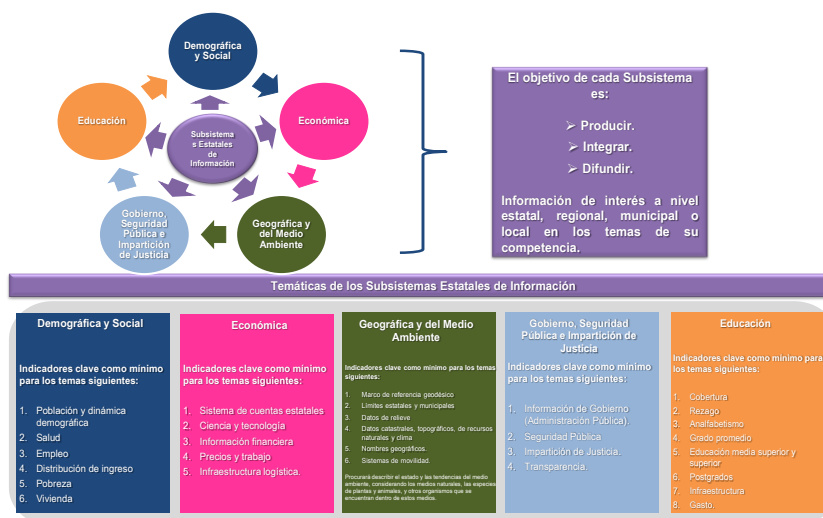 Demográfica
y Social
Educación
Económica
Subsistema
s Estatales
de
Información
Gobierno,
Seguridad
Pública e
Impartición
de Justicia
Geográfica y
del Medio
Ambiente
El objetivo de cada Subsistema
es:
➢ Producir.
➢ Integrar.
➢ Difundir.
Información de interés a nivel
estatal, regional, municipal o
local en los temas de su
competencia.
Temáticas de los Subsistemas Estatales de Información
Demográfica y Social
Indicadores clave como mínimo
para los temas siguientes:
1. Población y dinámica
demográfica
2. Salud
3. Empleo
4. Distribución de ingreso
5. Pobreza
6. Vivienda
Económica
Indicadores clave como mínimo
para los temas siguientes:
1. Sistema de cuentas estatales
2. Ciencia y tecnología
3. Información financiera
4. Precios y trabajo
5. Infraestructura logística.
Geográfica y del Medio
Ambiente
Indicadores clave como mínimo para los temas
siguientes:
1. Marco de referencia geodésico
2. Límites estatales y municipales
3. Datos de relieve
4. Datos catastrales, topográficos, de recursos
naturales y clima
5. Nombres geográficos.
6. Sistemas de movilidad.
Procurará describir el estado y las tendencias del medio
ambiente, considerando los medios naturales, las especies
de plantas y animales, y otros organismos que se
encuentren dentro de estos medios.
Gobierno, Seguridad
Pública e Impartición de
Justicia
Indicadores clave como mínimo
para los temas siguientes:
1. Información de Gobierno
(Administración Pública).
2. Seguridad Pública
3. Impartición de Justicia.
4. Transparencia.
Educación
Indicadores clave como mínimo para
los temas siguientes:
1. Cobertura
2. Rezago
3. Analfabetismo
4. Grado promedio
5. Educación media superior y
superior
6. Postgrados
7. Infraestructura
8. Gasto.